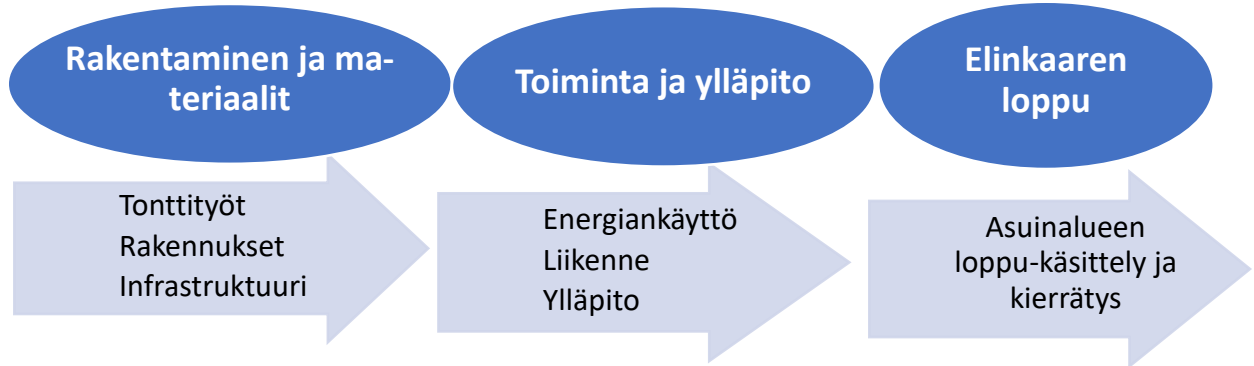 Rakentaminen ja ma-
teriaalit
Tonttityöt
Rakennukset
Infrastruktuuri
Toiminta ja ylläpito
Energiankäyttö
Liikenne
Ylläpito
Elinkaaren
loppu
Asuinalueen
loppu-käsittely ja
kierrätys